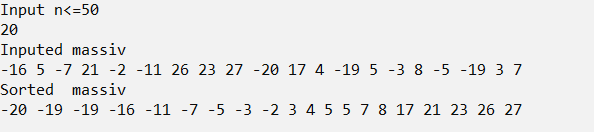 Input n<=50
20
Inputed massiv
-16 5 -7 21 -2 -11 26 23 27 -20 17 4 -19 5 -3 8 -5 -19 3 7
Sorted  massiv
-20 -19 -19 -16 -11 -7 -5 -3 -2 3 4 5 5 7 8 17 21 23 26 27